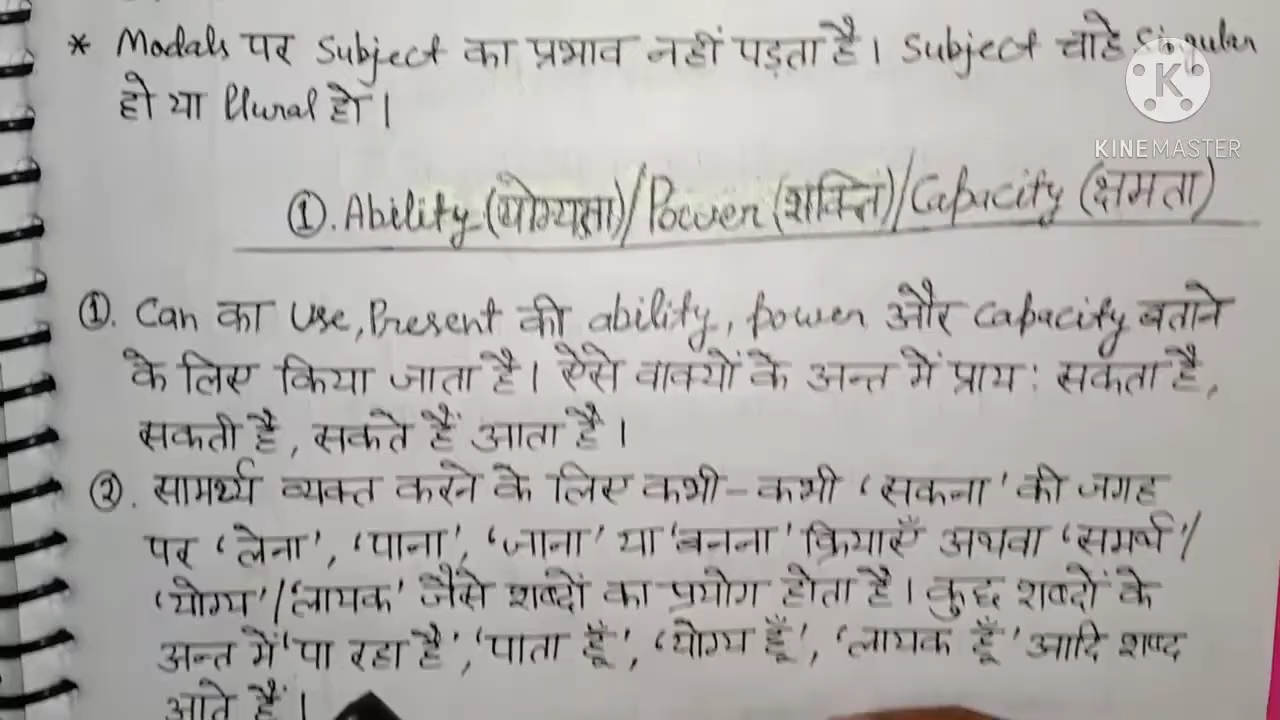 * Modals पर Subject का प्रभाव नहीं पड़ता है। Subject चाहे Singular
हो या Plural हो।
K
KINEMASTER
①. Ability (योग्यता)/Power (शक्ति)/Capacity (क्षमता)
①. Can का use, Present की ability, power और capacity बताने
के लिए किया जाता है। ऐसे वाक्यों के अन्त में प्राय: सकता है,
सकती है, सकते हैं आता है।
②. सामर्थ्य व्यक्त करने के लिए कभी-कभी 'सकना' की जगह
पर 'लेना', 'पाना', 'जाना' या 'बनना' क्रियाएँ अथवा 'समर्थ'/
'योग्य'/'लायक' जैसे शब्दों का प्रयोग होता है। कुछ शब्दों के
अन्त में 'पा रहा है', 'पाता हूँ', 'योग्य हूँ', 'लायक हूँ' आदि शब्द
आते हैं।